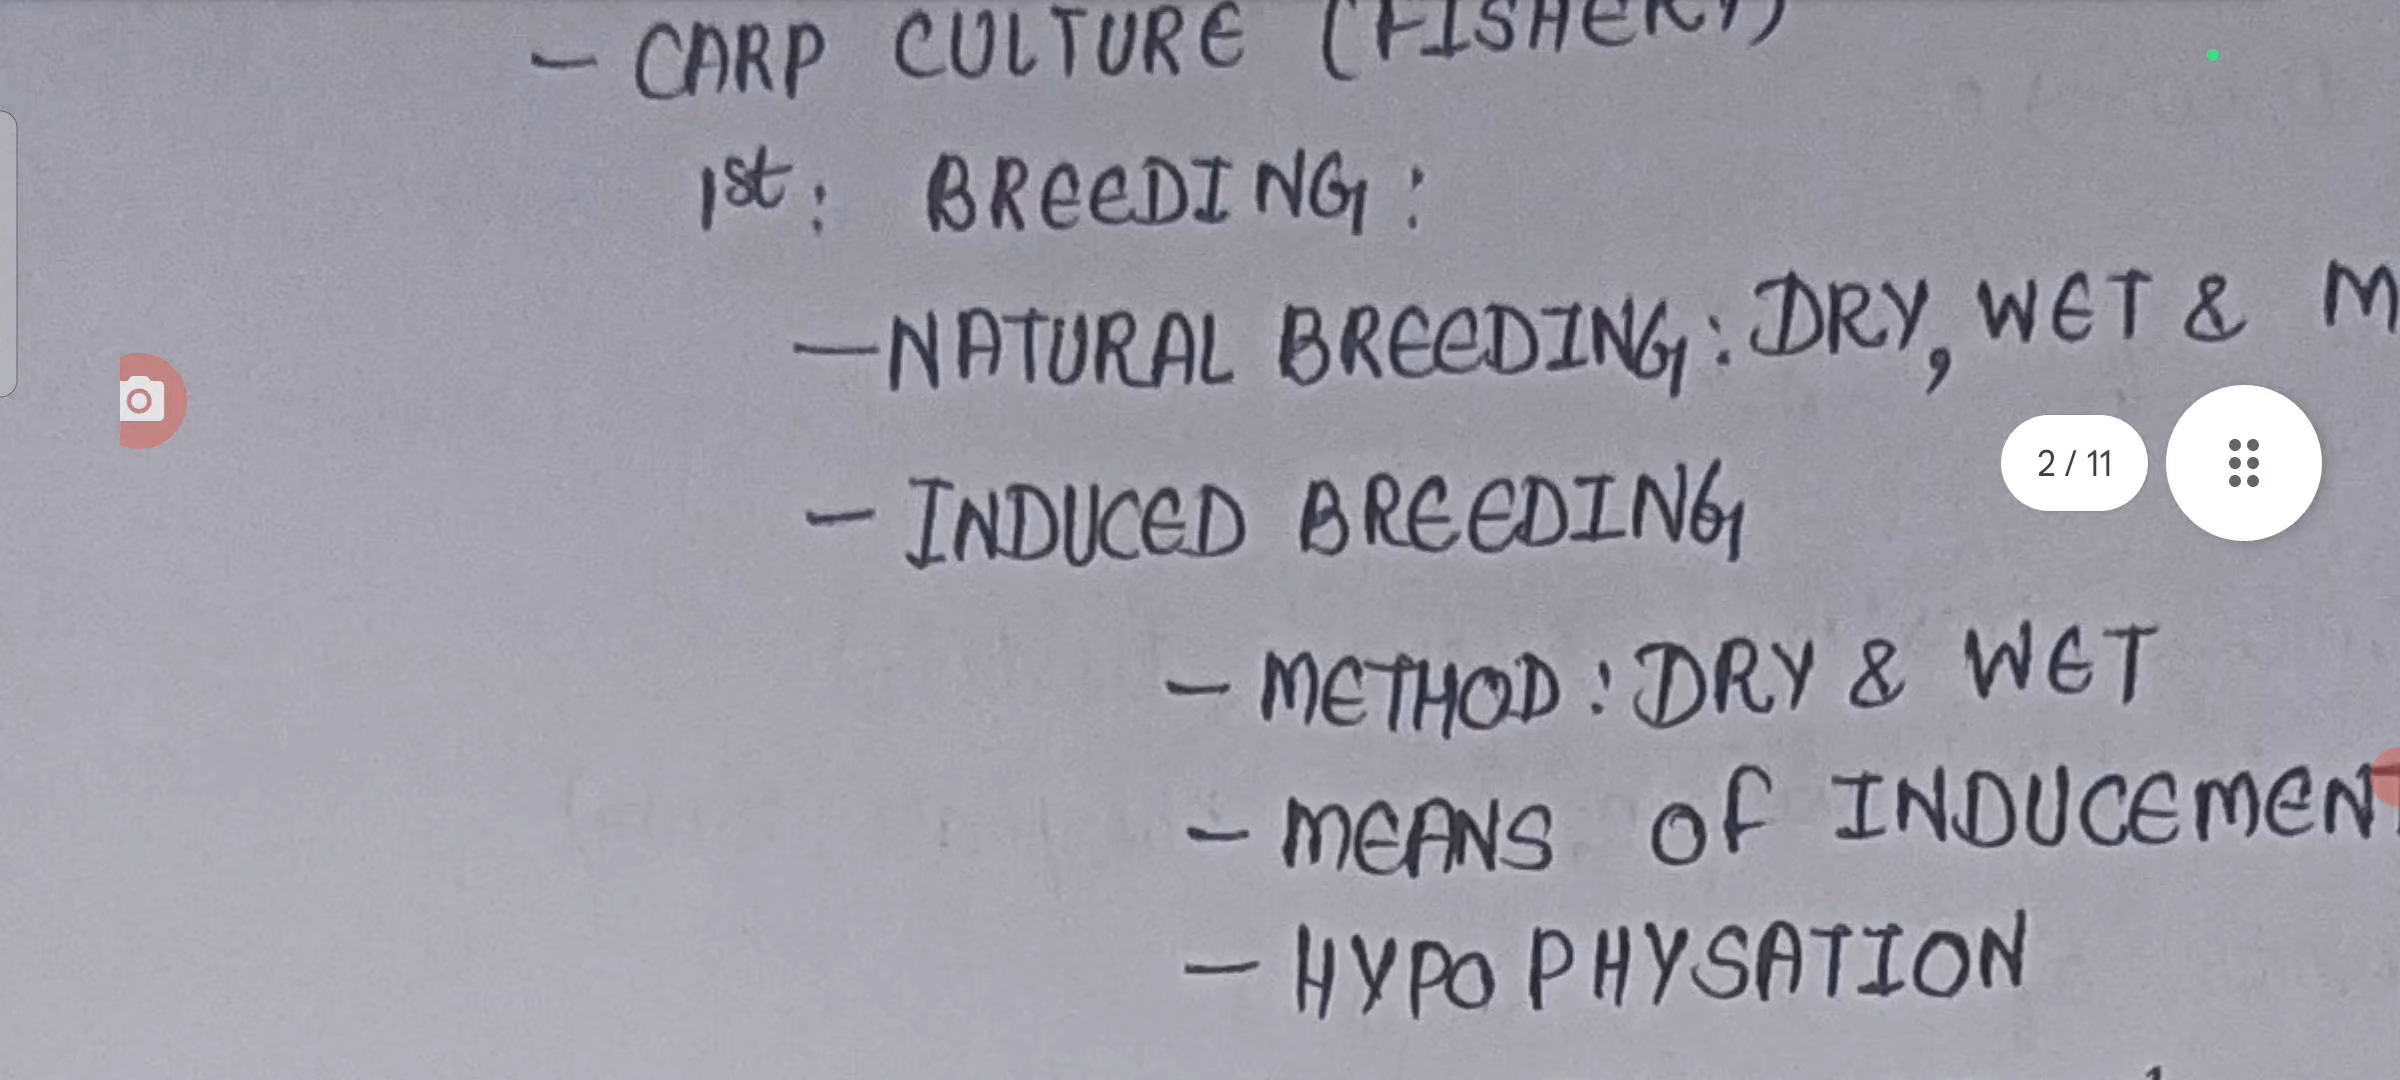 - CARP CULTURE (FISHERY)
1st: BREEDING:
- NATURAL BREEDING: DRY, WET & M
2 / 11
- INDUCED BREEDING
- METHOD: DRY & WET
- MEANS OF INDUCEMENT
- HYPOPHYSATION